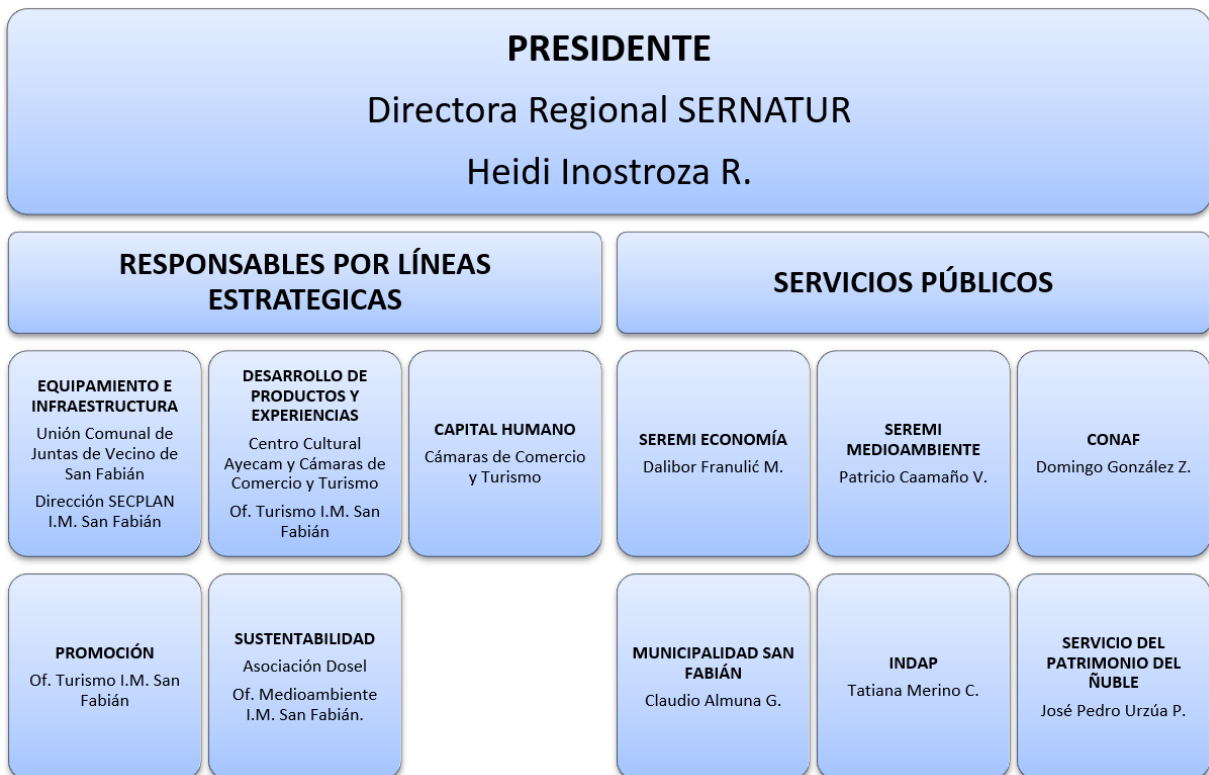 PRESIDENTE
Directora Regional SERNATUR
Heidi Inostroza R.
RESPONSABLES POR LÍNEAS
ESTRATEGICAS
SERVICIOS PÚBLICOS
EQUIPAMIENTO E
INFRAESTRUCTURA
Unión Comunal de
Juntas de Vecino de
San Fabián
Dirección SECPLAN
I.M. San Fabián
DESARROLLO DE
PRODUCTOS Y
EXPERIENCIAS
Centro Cultural
Ayecam y Cámaras de
Comercio y Turismo
Of. Turismo I.M. San
Fabián
CAPITAL HUMANO
Cámaras de Comercio
y Turismo
SEREMI ECONOMÍA
Dalibor Franulić M.
SEREMI
MEDIOAMBIENTE
Patricio Caamaño V.
CONAF
Domingo González Z.
PROMOCIÓN
Of. Turismo I.M. San
Fabián
SUSTENTABILIDAD
Asociación Dosel
Of. Medioambiente
I.M. San Fabián.
MUNICIPALIDAD SAN
FABIÁN
Claudio Almuna G.
INDAP
Tatiana Merino C.
SERVICIO DEL
PATRIMONIO DEL
ÑUBLE
José Pedro Urzúa P.